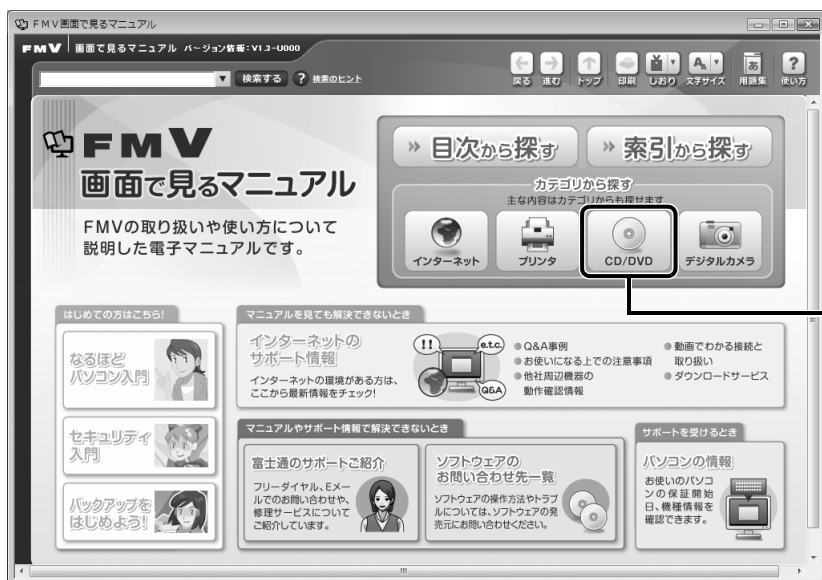 FMV画面で見るマニュアル
FMV 画面で見るマニュアル バージョン情報:V1.3-U000
検索する ? 検索のヒント
戻る 進む トップ 印刷 しおり 文字サイズ 用語集 使い方
FMV
画面で見るマニュアル
FMVの取り扱いや使い方について
説明した電子マニュアルです。
» 目次から探す » 索引から探す
カテゴリから探す
主な内容はカテゴリからも探せます
インターネット プリンタ CD/DVD デジタルカメラ
はじめての方はこちら!
なるほど
パソコン入門
セキュリティ
入門
バックアップを
はじめよう!
マニュアルを見ても解決できないとき
インターネットの
サポート情報
インターネットの環境がある方は、
ここから最新情報をチェック!
!! e.t.c. Q&A
Q&A事例
お使いになる上での注意事項
他社周辺機器の
動作確認情報
動画でわかる接続と
取り扱い
ダウンロードサービス
マニュアルやサポート情報で解決できないとき
富士通のサポートご紹介
フリーダイヤル、Eメー
ルでのお問い合わせや、
修理サービスについて
ご紹介しています。
ソフトウェアの
お問い合わせ先一覧
ソフトウェアの操作方法やトラブ
ルについては、ソフトウェアの発
売元にお問い合わせください。
サポートを受けるとき
パソコンの情報
お使いのパソコ
ンの保証開始
日、機種情報を
確認できます。